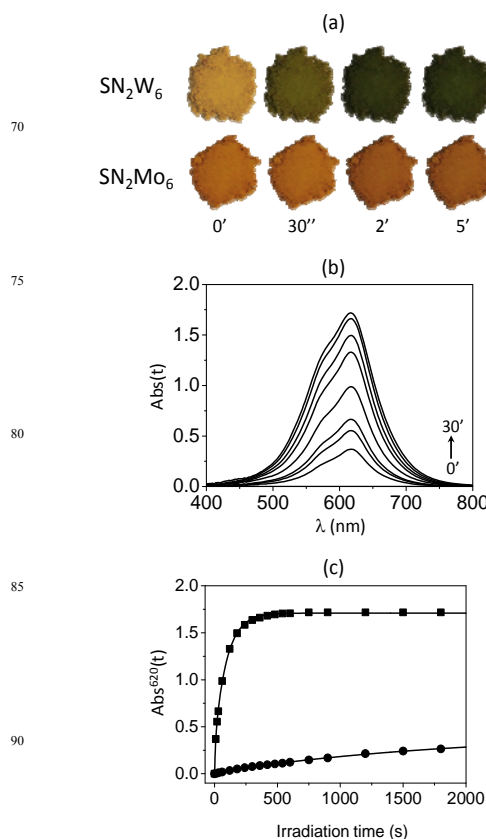 (a)
SN₂W₆
70
SN₂Mo₆
0' 30'' 2' 5'
75
(b)
2.0
1.5
1.0
0.5
0.0
Abs(t)
30'
0'
80
400 500 600 700 800
λ (nm)
85
(c)
2.0
1.5
1.0
0.5
0.0
Abs⁶²⁰(t)
90
0 500 1000 1500 2000
Irradiation time (s)